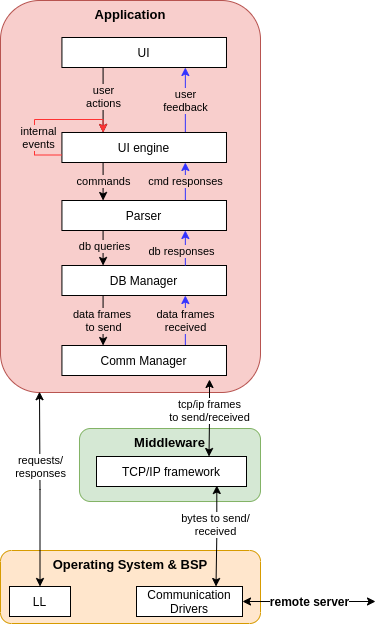 Application
UI
user
actions
user
feedback
internal
events
UI engine
commands
cmd responses
Parser
db queries
db responses
DB Manager
data frames
to send
data frames
received
Comm Manager
tcp/ip frames
to send/received
Middleware
requests/
responses
TCP/IP framework
bytes to send/
received
Operating System & BSP
LL
Communication
Drivers
remote server